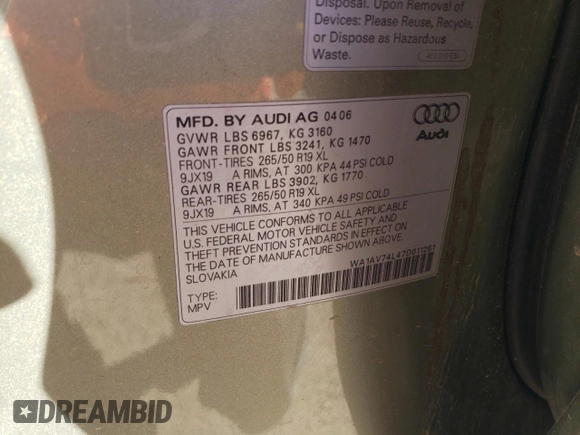 Disposal. Upon Removal of
Devices: Please Reuse, Recycle,
or Dispose as Hazardous
Waste.
MFD. BY AUDI AG 04 06
Audi
GVWR LBS 6967, KG 3160
GAWR FRONT LBS 3241, KG 1470
FRONT-TIRES 265/50 R19 XL
9JX19 A RIMS, AT 300 KPA 44 PSI COLD
GAWR REAR LBS 3902, KG 1770
REAR-TIRES 265/50 R19 XL
9JX19 A RIMS, AT 340 KPA 49 PSI COLD
THIS VEHICLE CONFORMS TO ALL APPLICABLE
U.S. FEDERAL MOTOR VEHICLE SAFETY AND
THEFT PREVENTION STANDARDS IN EFFECT ON
THE DATE OF MANUFACTURE SHOWN ABOVE.
SLOVAKIA
WA1AV74L47D011261
TYPE:
MPV
DREAMBID